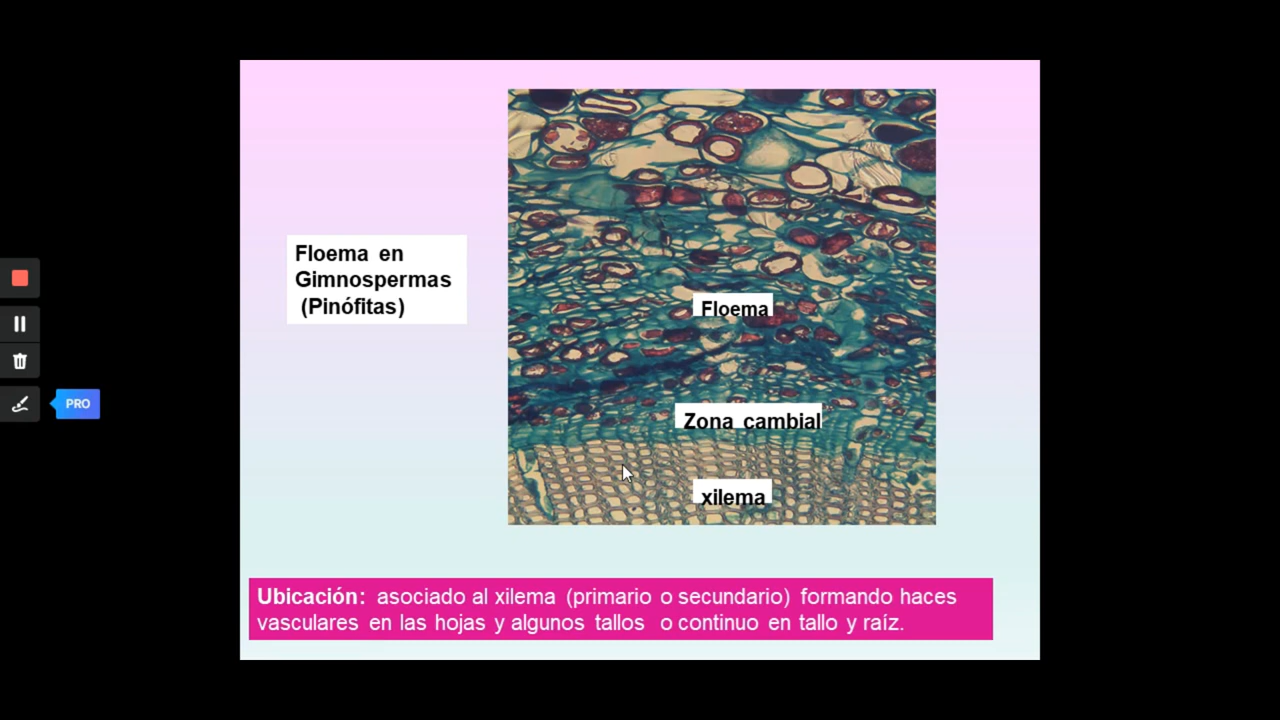 Floema en
Gimnospermas
(Pinófitas)
Floema
Zona cambial
xilema
PRO
Ubicación: asociado al xilema (primario o secundario) formando haces
vasculares en las hojas y algunos tallos o continuo en tallo y raíz.